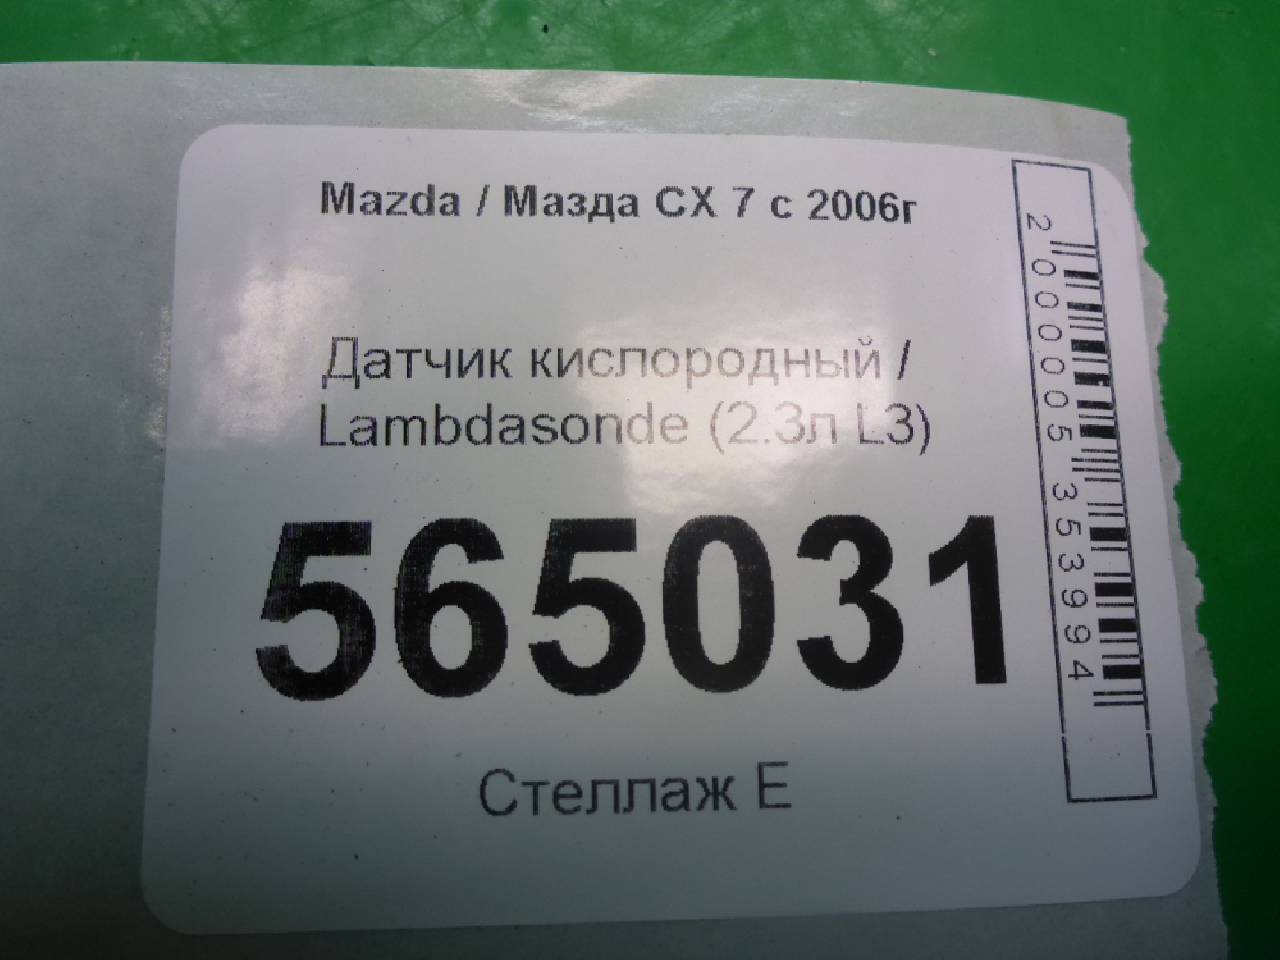 Mazda / Мазда CX 7 с 2006г
Датчик кислородный /
Lambdasonde (2.3л L3)
565031
Стеллаж Е
2000005353994